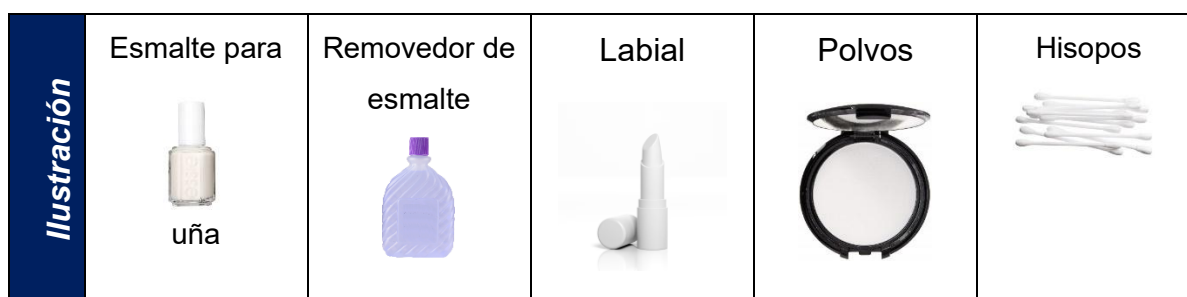 Ilustración
Esmalte para
uña
Removedor de
esmalte
Labial
Polvos
Hisopos